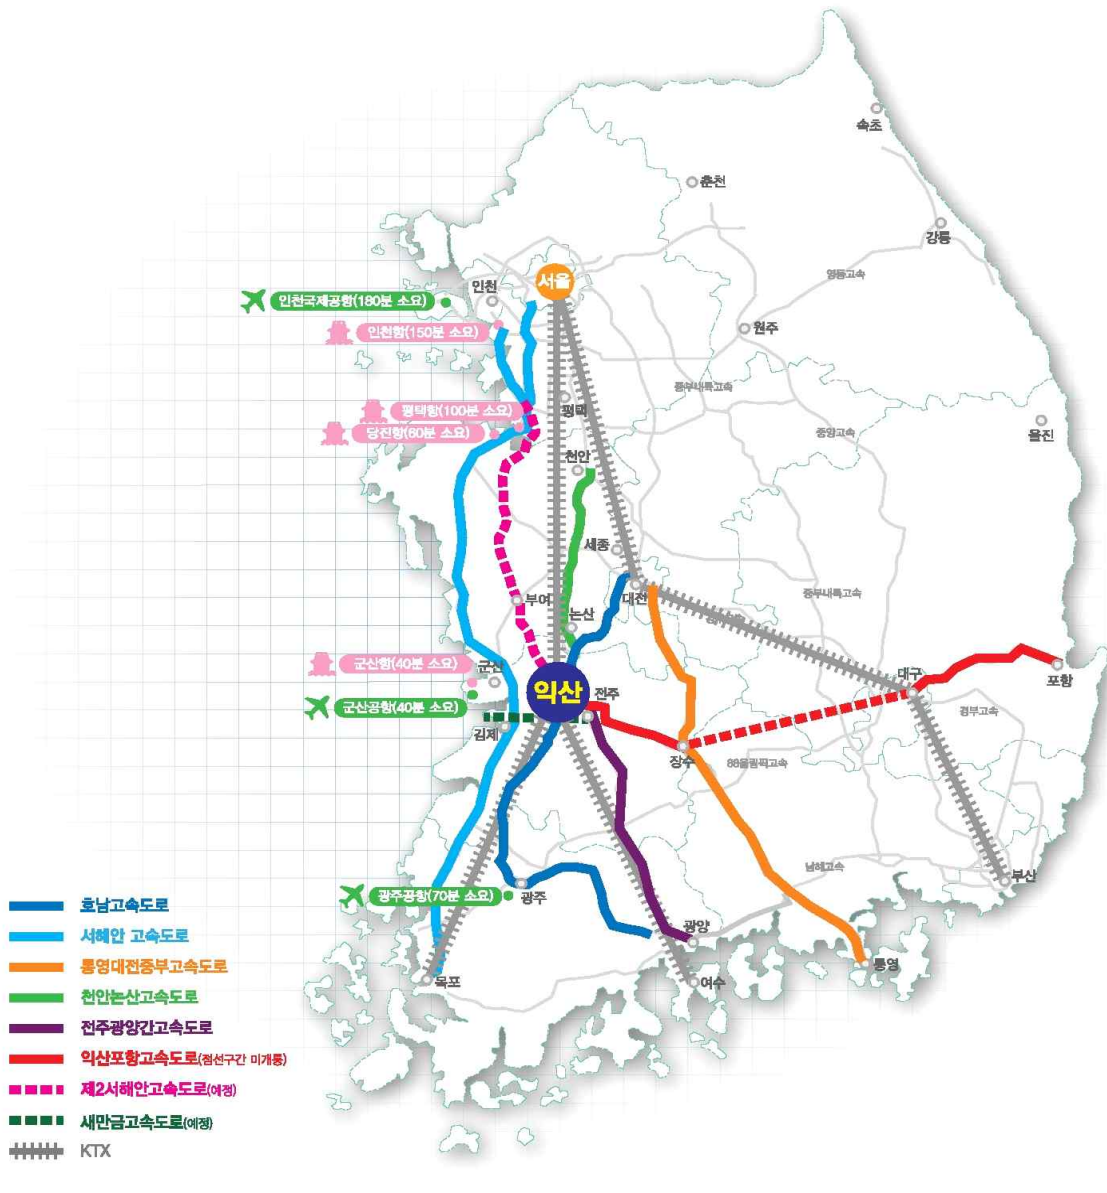 속초
춘천
강릉
영동고속
서울
인천
인천국제공항(180분 소요)
인천항(150분 소요)
원주
중부내륙고속
평택
평택항(100분 소요)
당진항(60분 소요)
중앙고속
울진
천안
세종
대전
중부내륙고속
부여
논산
군산항(40분 소요)
군산
대구
포항
익산
전주
군산공항(40분 소요)
경부고속
김제
장수
88올림픽고속
남해고속
부산
광주공항(70분 소요)
광주
광양
통영
목포
여수
호남고속도로
서해안 고속도로
통영대전중부고속도로
천안논산고속도로
전주광양간고속도로
익산포항고속도로(점선구간 미개통)
제2서해안고속도로(예정)
새만금고속도로(예정)
KTX